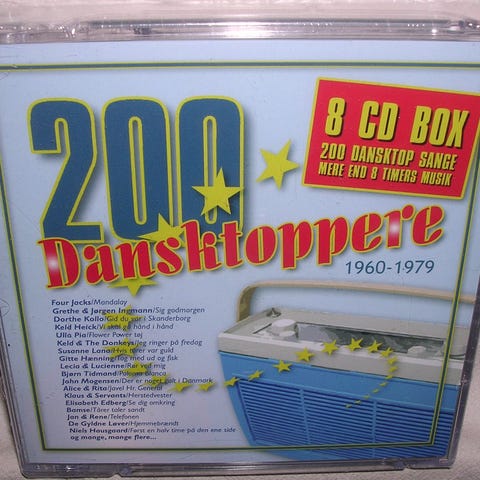 200
8 CD BOX
200 DANSKTOP SANGE
MERE END 8 TIMERS MUSIK
Dansktoppere
1960-1979
Four Jacks/Mandalay
Grethe & Jørgen Ingmann/Sig godmorgen
Dorthe Kollo/Gid du var i Skanderborg
Keld Heick/Vi skal gå hånd i hånd
Ulla Pia/Flower Power tøj
Keld & The Donkeys/Jeg ringer på fredag
Susanne Lana/Hvis tårer var guld
Gitte Hænning/Tag med ud og fisk
Lecia & Lucienne/Rør ved mig
Bjørn Tidmand/Paloma Blanca
John Mogensen/Der er noget galt i Danmark
Alice & Rita/Javel Hr. General
Klaus & Servants/Herstedvester
Elisabeth Edberg/Se dig omkring
Bamse/Tårer taler sandt
Jan & Rene/Telefonen
De Gyldne Løver/Hjemmebrændt
Niels Hausgaard/Først en halv time på den ene side
og mange, mange flere...